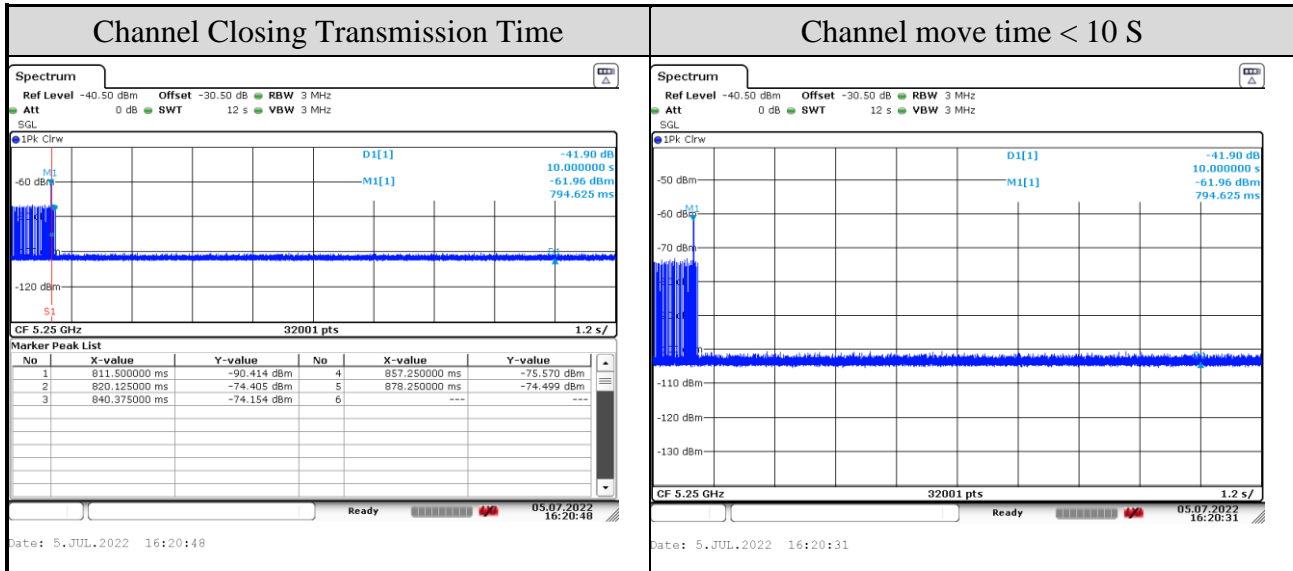 Channel Closing Transmission Time
Spectrum
Ref Level -40.50 dBm Offset -30.50 dB RBW 3 MHz
Att 0 dB SWT 12 s VBW 3 MHz
SGL
1Pk Clrw
D1[1] -41.90 dB
10.000000 s
M1[1] -61.96 dBm
794.625 ms
M1
-60 dBm
D1
-120 dBm
S1
CF 5.25 GHz 32001 pts 1.2 s/
Marker Peak List
No X-value Y-value No X-value Y-value
1 811.500000 ms -90.414 dBm 4 857.250000 ms -75.570 dBm
2 820.125000 ms -74.405 dBm 5 878.250000 ms -74.499 dBm
3 840.375000 ms -74.154 dBm 6 --- ---
Ready 05.07.2022
16:20:48
Date: 5.JUL.2022 16:20:48
Channel move time < 10 S
Spectrum
Ref Level -40.50 dBm Offset -30.50 dB RBW 3 MHz
Att 0 dB SWT 12 s VBW 3 MHz
SGL
1Pk Clrw
D1[1] -41.90 dB
10.000000 s
-50 dBm
M1[1] -61.96 dBm
794.625 ms
M1
-60 dBm
-70 dBm
-110 dBm
-120 dBm
-130 dBm
CF 5.25 GHz 32001 pts 1.2 s/
Ready 05.07.2022
16:20:31
Date: 5.JUL.2022 16:20:31